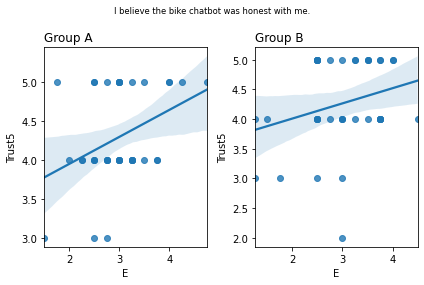 I believe the bike chatbot was honest with me.
Group A
Group B
5.0
4.5
4.0
3.5
3.0
Trust5
2
3
4
E
5.0
4.5
4.0
3.5
3.0
2.5
2.0
Trust5
2
3
4
E